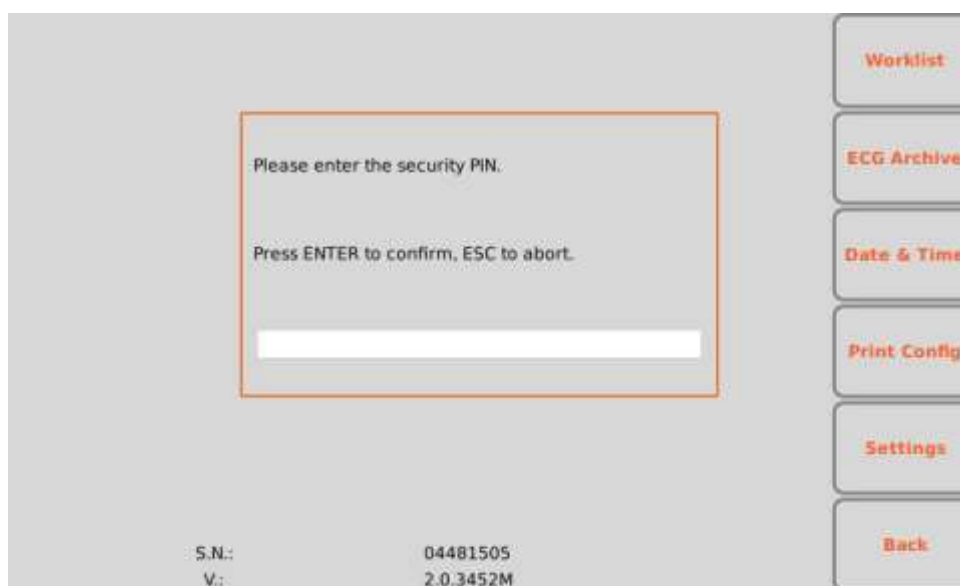 Please enter the security PIN.
Press ENTER to confirm, ESC to abort.
S.N.: 04481505
V.: 2.0.3452M
Worklist
ECG Archive
Date & Time
Print Config
Settings
Back